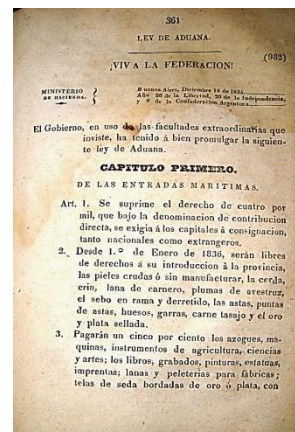 361
LEY DE ADUANA.
(982)
¡VIVA LA FEDERACION!
MINISTERIO
DE HACIENDA.
Buenos Aires, Diciembre 18 de 1835
Año 26 de la Libertad, 20 de la Independencia,
y 6 de la Confederacion Argentina.
El Gobierno, en uso de las facultades extraordinarias que
inviste, ha tenido á bien promulgar la siguien-
te ley de Aduana.
CAPITULO PRIMERO.
DE LAS ENTRADAS MARITIMAS.
Art. 1. Se suprime el derecho de cuatro por
mil, que bajo la denominacion de contribucion
directa, se exigia á los capitales á consignacion,
tanto nacionales como extrangeros.
2. Desde 1.º de Enero de 1836, serán libres
de derechos á su introduccion á la provincia,
las pieles crudas ó sin manufacturar, la cerda,
crin, lana de carnero, plumas de avestruz,
el sebo en rama y derretido, las astas, puntas
de astas, huesos, garras, carne tasajo y el oro
y plata sellada.
3. Pagarán un cinco por ciento los azogues, má-
quinas, instrumentos de agricultura, ciencias
y artes; los libros, grabados, pinturas, estatuas,
imprentas; lanas y peleterias para fábricas;
telas de seda bordadas de oro ó plata, con